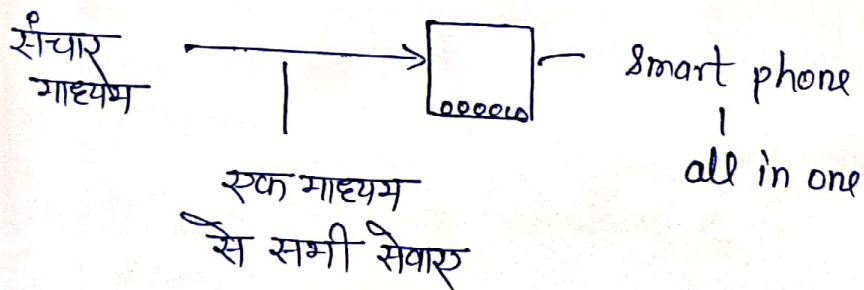 संचार
माध्यम
smart phone
all in one
एक माध्यम
से सभी सेवाए